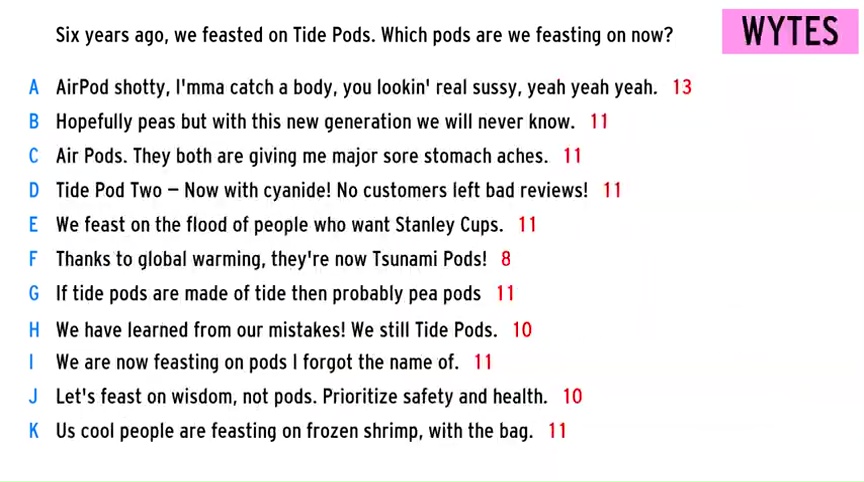 Six years ago, we feasted on Tide Pods. Which pods are we feasting on now?
WYTES
A AirPod shotty, I'mma catch a body, you lookin' real sussy, yeah yeah yeah. 13
B Hopefully peas but with this new generation we will never know. 11
C Air Pods. They both are giving me major sore stomach aches. 11
D Tide Pod Two – Now with cyanide! No customers left bad reviews! 11
E We feast on the flood of people who want Stanley Cups. 11
F Thanks to global warming, they're now Tsunami Pods! 8
G If tide pods are made of tide then probably pea pods 11
H We have learned from our mistakes! We still Tide Pods. 10
I We are now feasting on pods I forgot the name of. 11
J Let's feast on wisdom, not pods. Prioritize safety and health. 10
K Us cool people are feasting on frozen shrimp, with the bag. 11